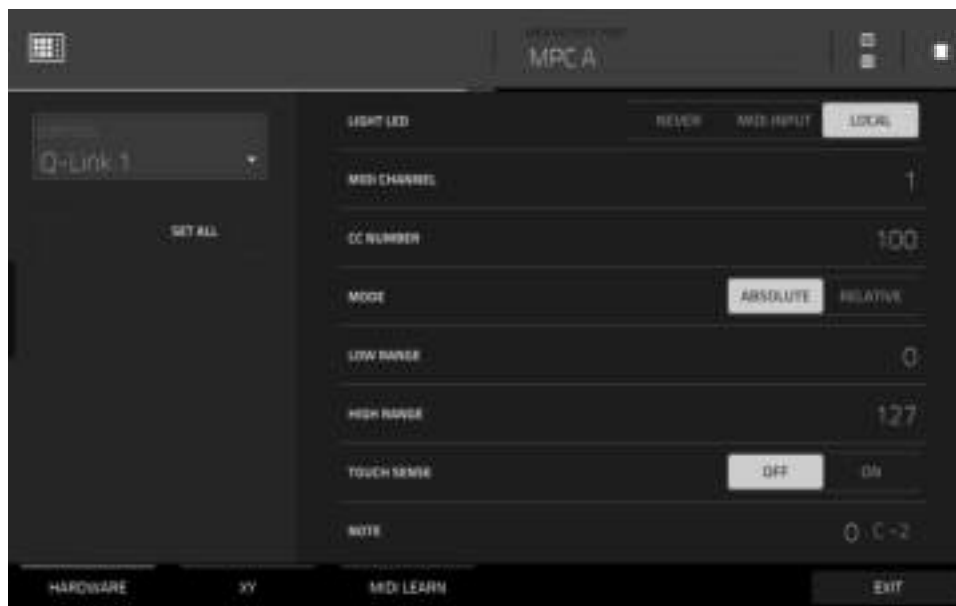 MPC A
Q-Link 1
SET ALL
LIGHT LED NEVER MIDI INPUT LOCAL
MIDI CHANNEL 1
CC NUMBER 100
MODE ABSOLUTE RELATIVE
LOW RANGE 0
HIGH RANGE 127
TOUCH SENSE OFF ON
NOTE 0 C -2
HARDWARE XY MIDI LEARN EXIT